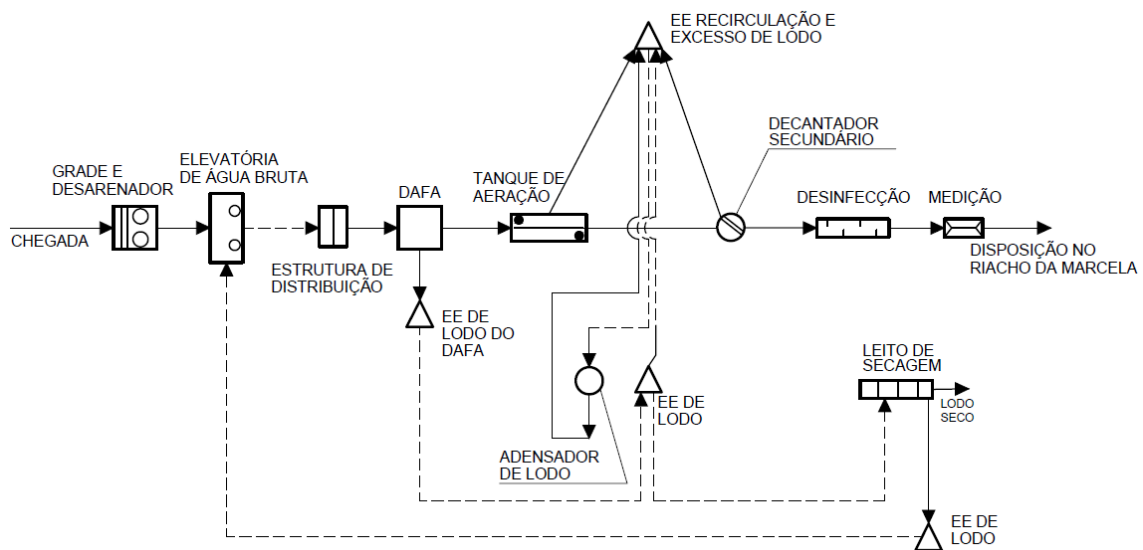 EE RECIRCULAÇÃO E
EXCESSO DE LODO
DECANTADOR
SECUNDÁRIO
GRADE E
DESARENADOR
ELEVATÓRIA
DE ÁGUA BRUTA
DAFA
TANQUE DE
AERAÇÃO
DESINFECÇÃO
MEDIÇÃO
CHEGADA
ESTRUTURA DE
DISTRIBUIÇÃO
DISPOSIÇÃO NO
RIACHO DA MARCELA
EE DE
LODO DO
DAFA
LEITO DE
SECAGEM
LODO
SECO
EE DE
LODO
ADENSADOR
DE LODO
EE DE
LODO